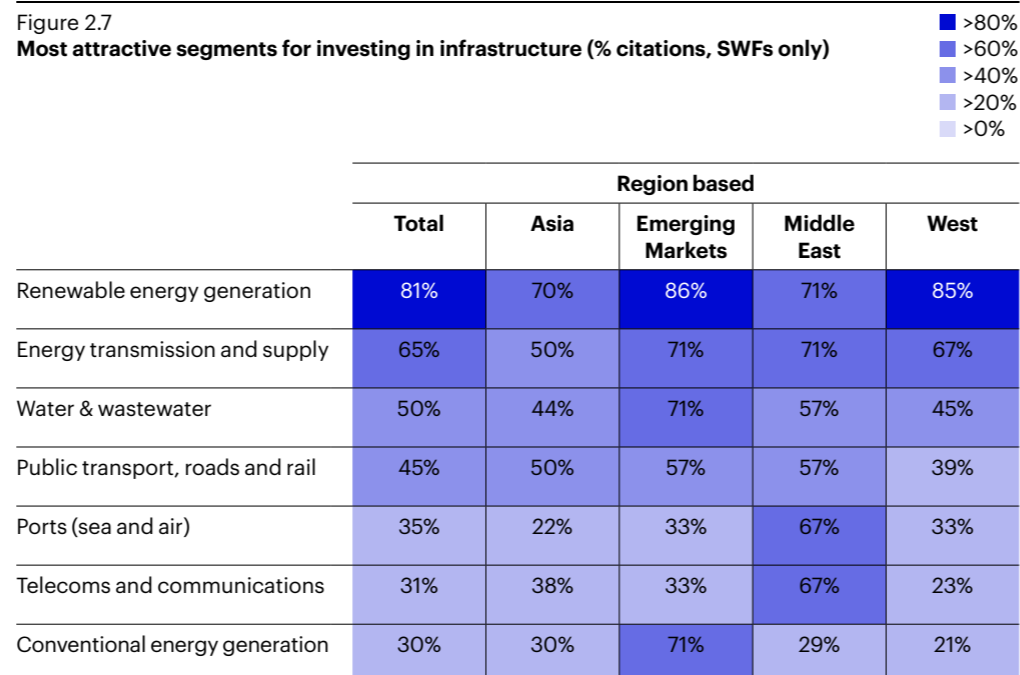 Figure 2.7
Most attractive segments for investing in infrastructure (% citations, SWFs only)
>80%
>60%
>40%
>20%
>0%
Region based
Total Asia Emerging Markets Middle East West
Renewable energy generation 81% 70% 86% 71% 85%
Energy transmission and supply 65% 50% 71% 71% 67%
Water & wastewater 50% 44% 71% 57% 45%
Public transport, roads and rail 45% 50% 57% 57% 39%
Ports (sea and air) 35% 22% 33% 67% 33%
Telecoms and communications 31% 38% 33% 67% 23%
Conventional energy generation 30% 30% 71% 29% 21%